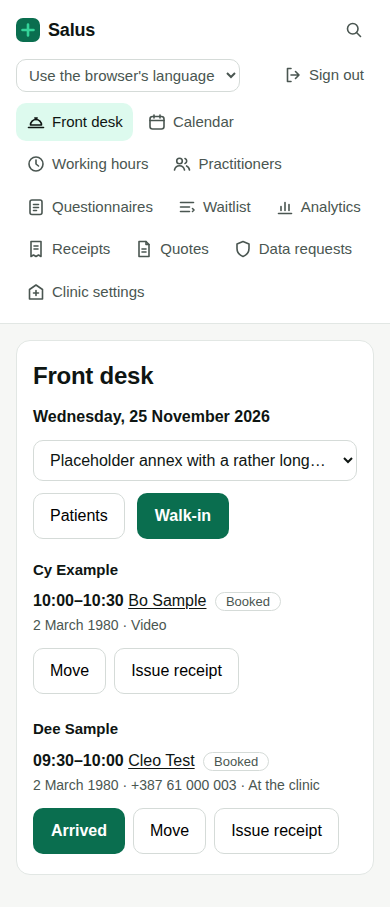 Salus
Use the browser's language
Sign out
Front desk
Calendar
Working hours
Practitioners
Questionnaires
Waitlist
Analytics
Receipts
Quotes
Data requests
Clinic settings
Front desk
Wednesday, 25 November 2026
Placeholder annex with a rather long…
Patients
Walk-in
Cy Example
10:00–10:30 Bo Sample Booked
2 March 1980 · Video
Move
Issue receipt
Dee Sample
09:30–10:00 Cleo Test Booked
2 March 1980 · +387 61 000 003 · At the clinic
Arrived
Move
Issue receipt